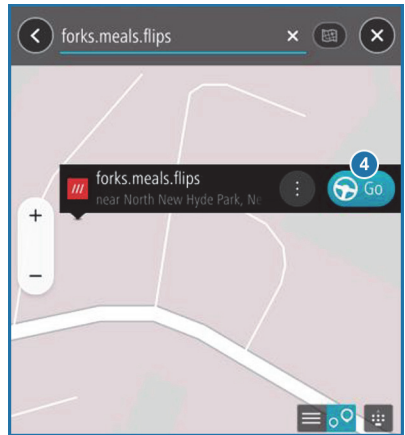 forks.meals.flips
forks.meals.flips
near North New Hyde Park, Ne
4
Go
+
−